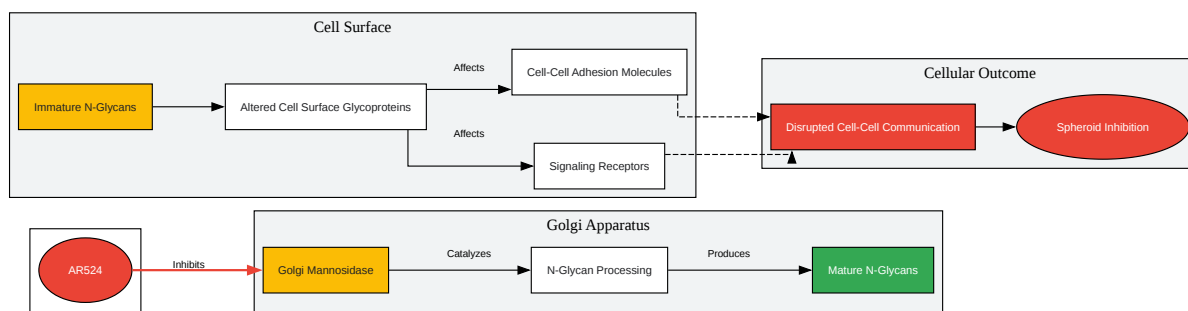 Cell Surface
Immature N-Glycans
Altered Cell Surface Glycoproteins
Affects
Cell-Cell Adhesion Molecules
Affects
Signaling Receptors
Cellular Outcome
Disrupted Cell-Cell Communication
Spheroid Inhibition
Golgi Apparatus
AR524
Inhibits
Golgi Mannosidase
Catalyzes
N-Glycan Processing
Produces
Mature N-Glycans